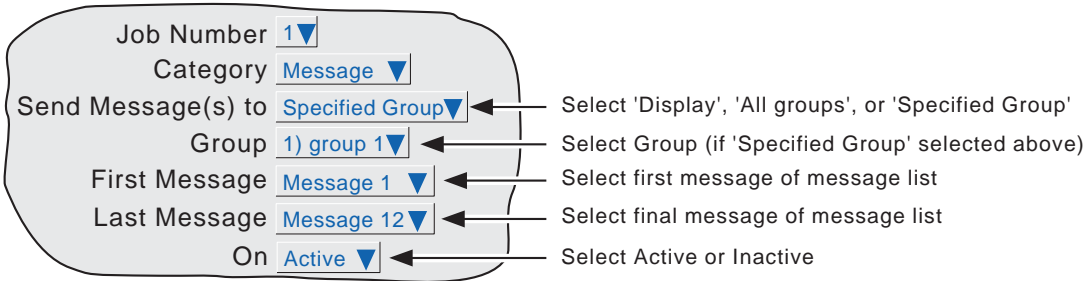 Job Number 1
Category Message
Send Message(s) to Specified Group Select 'Display', 'All groups', or 'Specified Group'
Group 1) group 1 Select Group (if 'Specified Group' selected above)
First Message Message 1 Select first message of message list
Last Message Message 12 Select final message of message list
On Active Select Active or Inactive